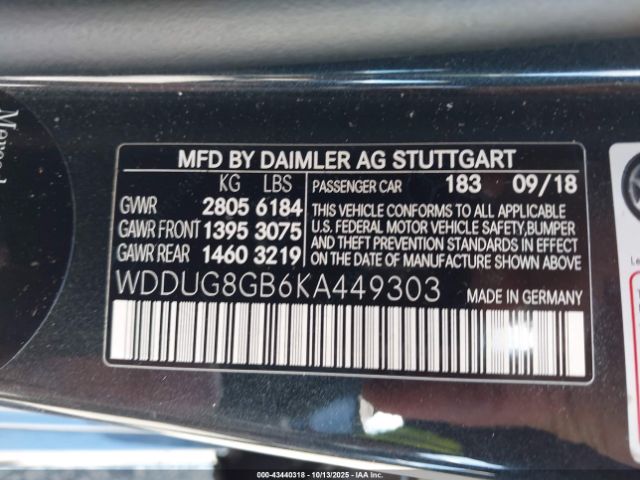 MFD BY DAIMLER AG STUTTGART
KG LBS
GVWR 2805 6184
GAWR FRONT 1395 3075
GAWR REAR 1460 3219
PASSENGER CAR 183 09/18
THIS VEHICLE CONFORMS TO ALL APPLICABLE
U.S. FEDERAL MOTOR VEHICLE SAFETY,BUMPER
AND THEFT PREVENTION STANDARDS IN
EFFECT ON THE DATE OF MANUFACTURE
SHOWN ABOVE.
WDDUG8GB6KA449303 MADE IN GERMANY
000-43440318 - 10/13/2025 - IAAI.COM